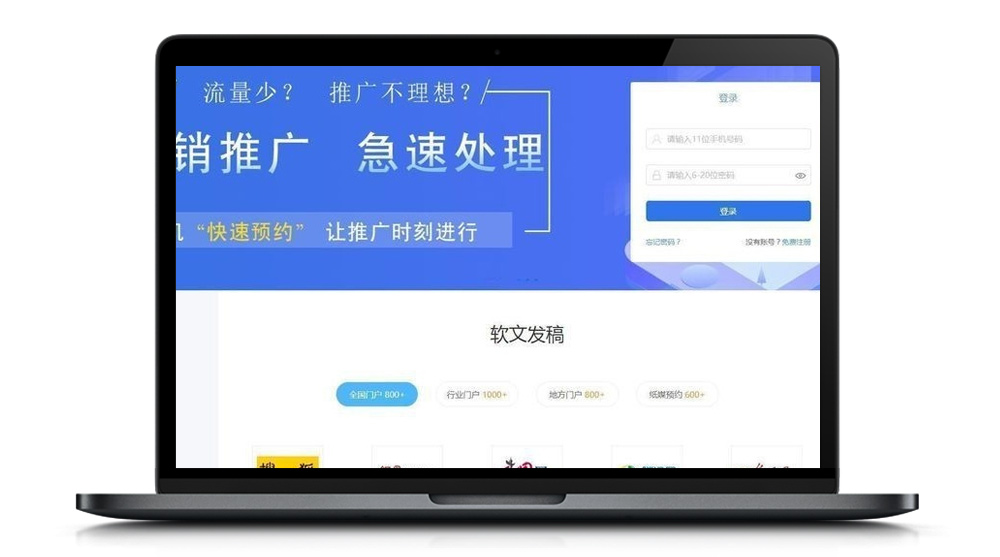 流量少？ 推广不理想？
销推广 急速处理
“快速预约” 让推广时刻进行
登录
请输入11位手机号码
请输入6-20位密码
登录
忘记密码？ 没有账号？免费注册
软文发稿
全国门户 800+ 行业门户 1000+ 地方门户 800+ 纸媒预约 600+
搜狐